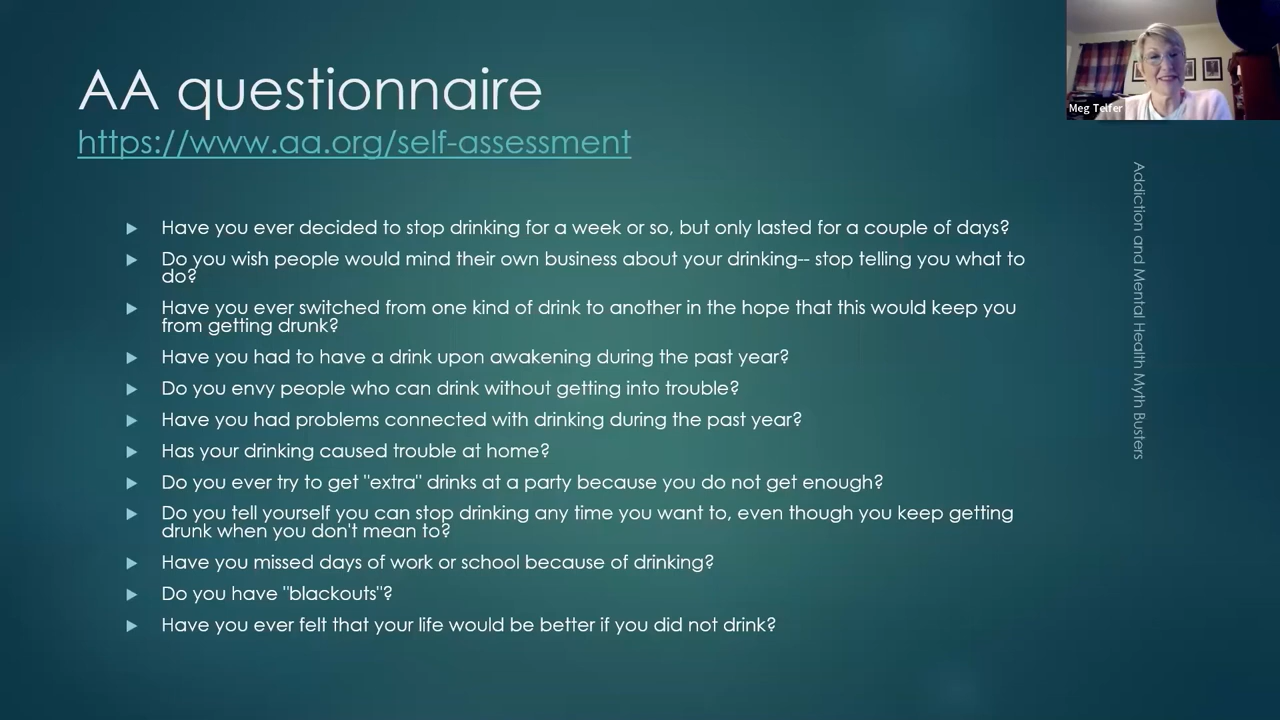 AA questionnaire
https://www.aa.org/self-assessment
Have you ever decided to stop drinking for a week or so, but only lasted for a couple of days?
Do you wish people would mind their own business about your drinking-- stop telling you what to
do?
Have you ever switched from one kind of drink to another in the hope that this would keep you
from getting drunk?
Have you had to have a drink upon awakening during the past year?
Do you envy people who can drink without getting into trouble?
Have you had problems connected with drinking during the past year?
Has your drinking caused trouble at home?
Do you ever try to get "extra" drinks at a party because you do not get enough?
Do you tell yourself you can stop drinking any time you want to, even though you keep getting
drunk when you don't mean to?
Have you missed days of work or school because of drinking?
Do you have "blackouts"?
Have you ever felt that your life would be better if you did not drink?
Meg Telfer
Addiction and Mental Health Myth Busters